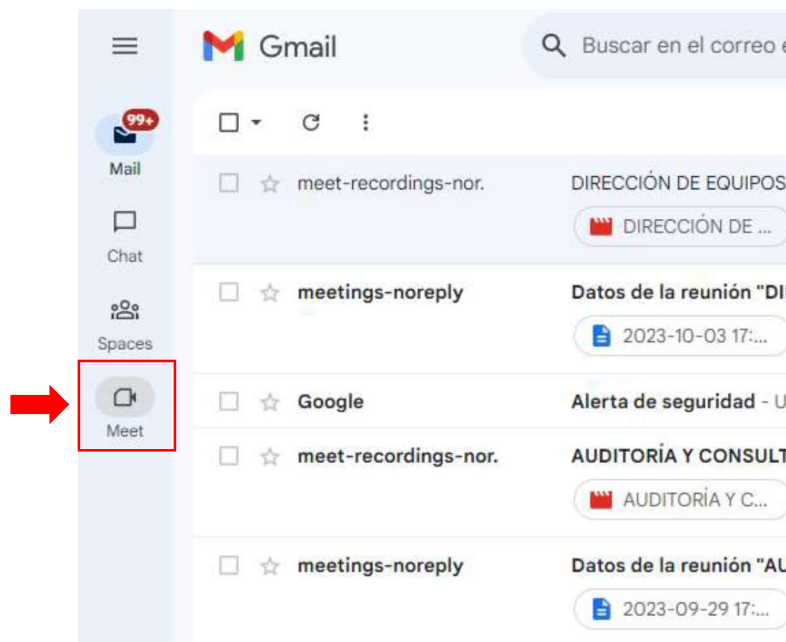 Gmail
Buscar en el correo
99+
Mail
Chat
Spaces
Meet
meet-recordings-nor. DIRECCIÓN DE EQUIPOS
DIRECCIÓN DE ...
meetings-noreply Datos de la reunión "DI
2023-10-03 17:...
Google Alerta de seguridad - U
meet-recordings-nor. AUDITORÍA Y CONSULT
AUDITORÍA Y C...
meetings-noreply Datos de la reunión "AU
2023-09-29 17:...